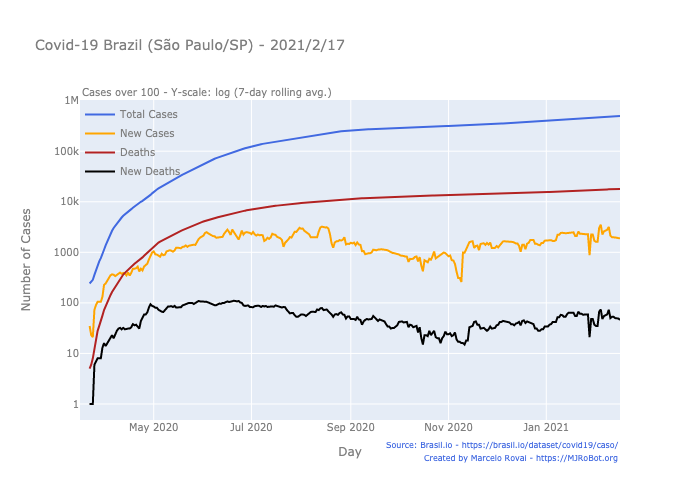 Covid-19 Brazil (São Paulo/SP) - 2021/2/17
Cases over 100 - Y-scale: log (7-day rolling avg.)
1M
100k
10k
1000
100
10
1
Number of Cases
Total Cases
New Cases
Deaths
New Deaths
May 2020
Jul 2020
Sep 2020
Nov 2020
Jan 2021
Day
Source: Brasil.io - https://brasil.io/dataset/covid19/caso/
Created by Marcelo Rovai - https://MJRoBot.org